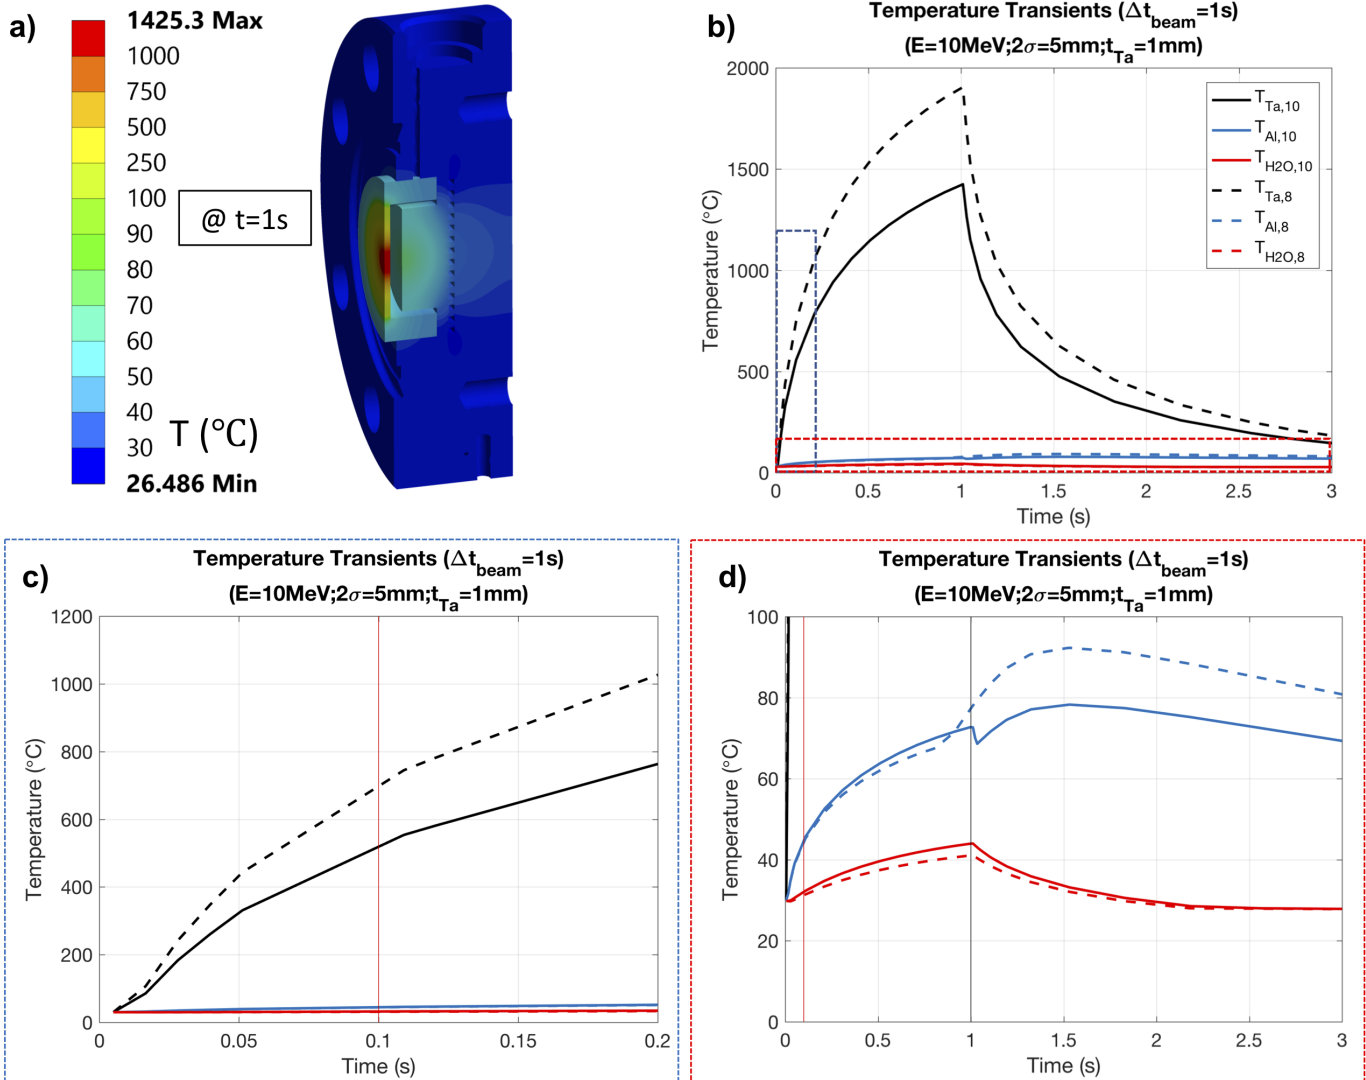 a)
1425.3 Max
1000
750
500
250
100
90
80
70
60
50
40
30
26.486 Min
T (°C)
@ t=1s
b)
Temperature Transients (Δt_beam=1s)
(E=10MeV;2σ=5mm;t_Ta=1mm)
Temperature (°C)
2000
1500
1000
500
0
0 0.5 1 1.5 2 2.5 3
Time (s)
T_Ta,10
T_Al,10
T_H2O,10
T_Ta,8
T_Al,8
T_H2O,8
c)
Temperature Transients (Δt_beam=1s)
(E=10MeV;2σ=5mm;t_Ta=1mm)
Temperature (°C)
1200
1000
800
600
400
200
0
0 0.05 0.1 0.15 0.2
Time (s)
d)
Temperature Transients (Δt_beam=1s)
(E=10MeV;2σ=5mm;t_Ta=1mm)
Temperature (°C)
100
80
60
40
20
0
0 0.5 1 1.5 2 2.5 3
Time (s)